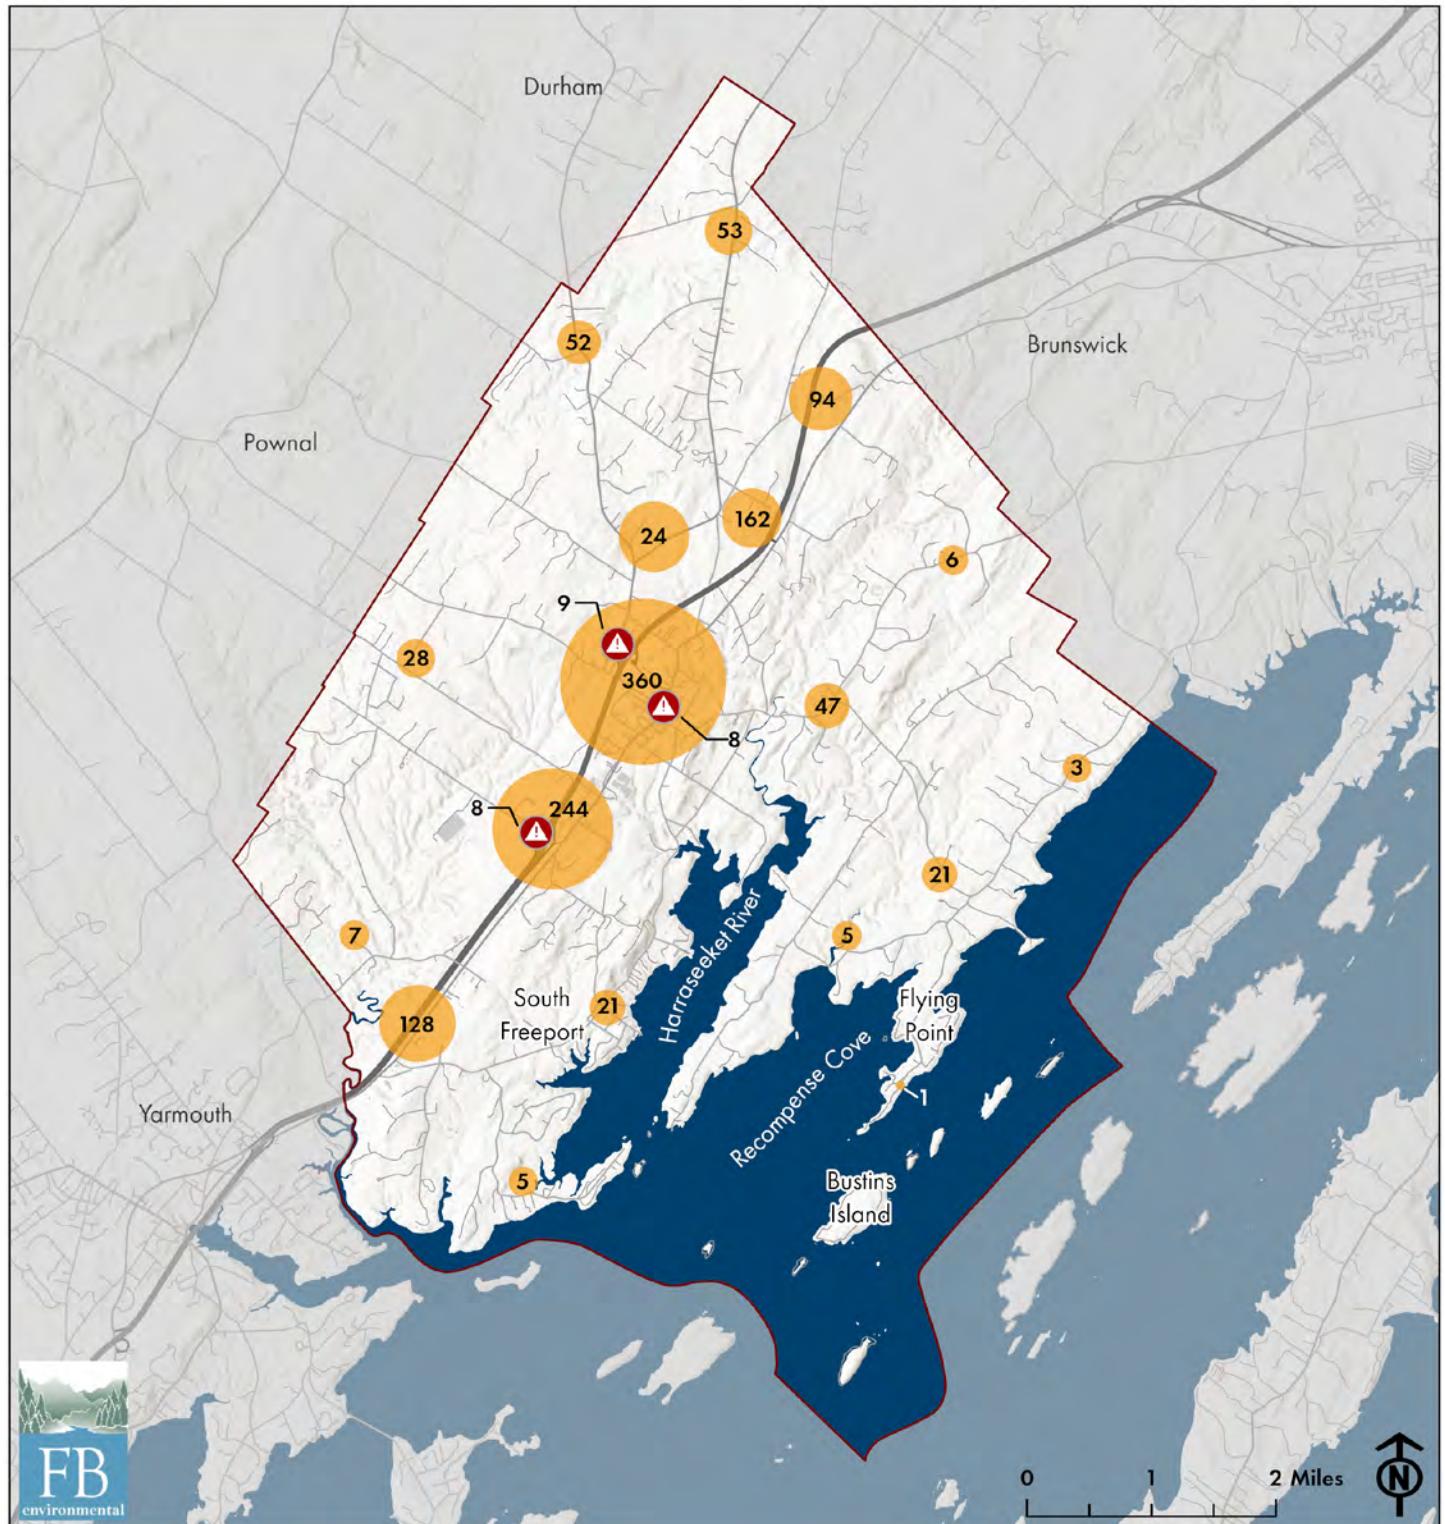 Durham
53
52
Brunswick
94
Pownal
162
24
6
9
28
360
47
8
3
8
244
21
7
5
Harraseeket River
South
Freeport
21
Flying
Point
128
Recompense Cove
1
Yarmouth
5
Bustins
Island
FB
environmental
0 1 2 Miles
N